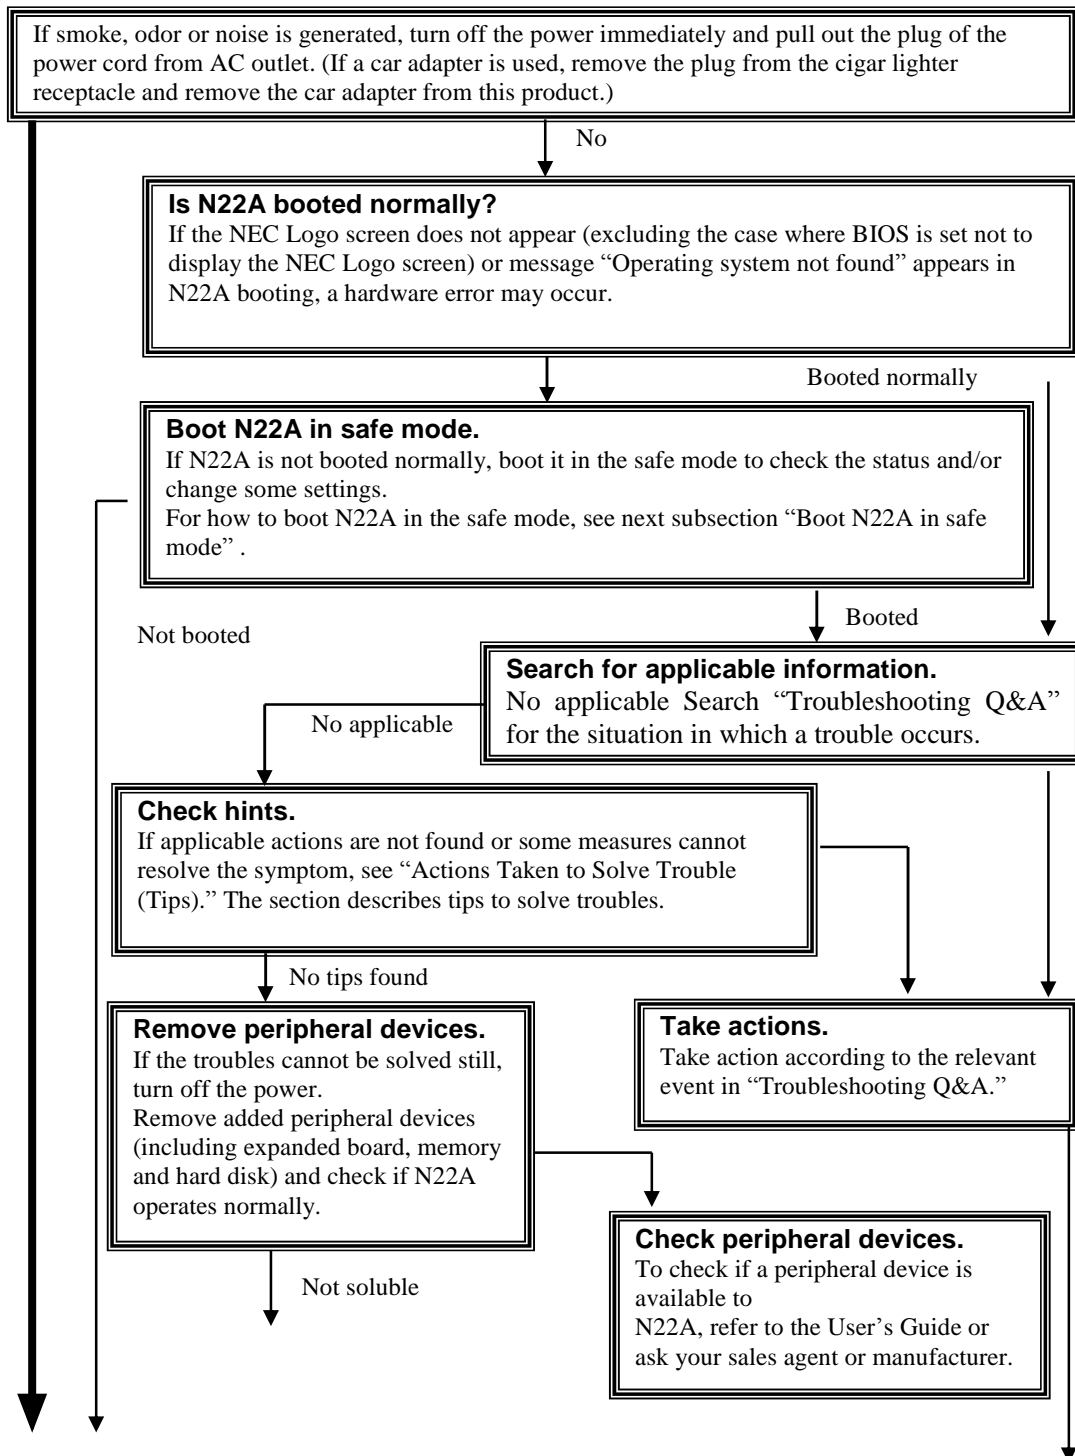 If smoke, odor or noise is generated, turn off the power immediately and pull out the plug of the
power cord from AC outlet. (If a car adapter is used, remove the plug from the cigar lighter
receptacle and remove the car adapter from this product.)
No
Is N22A booted normally?
If the NEC Logo screen does not appear (excluding the case where BIOS is set not to
display the NEC Logo screen) or message “Operating system not found” appears in
N22A booting, a hardware error may occur.
Booted normally
Boot N22A in safe mode.
If N22A is not booted normally, boot it in the safe mode to check the status and/or
change some settings.
For how to boot N22A in the safe mode, see next subsection “Boot N22A in safe
mode” .
Booted
Not booted
Search for applicable information.
No applicable Search “Troubleshooting Q&A”
for the situation in which a trouble occurs.
No applicable
Check hints.
If applicable actions are not found or some measures cannot
resolve the symptom, see “Actions Taken to Solve Trouble
(Tips).” The section describes tips to solve troubles.
No tips found
Remove peripheral devices.
If the troubles cannot be solved still,
turn off the power.
Remove added peripheral devices
(including expanded board, memory
and hard disk) and check if N22A
operates normally.
Take actions.
Take action according to the relevant
event in “Troubleshooting Q&A.”
Check peripheral devices.
To check if a peripheral device is
available to
N22A, refer to the User’s Guide or
ask your sales agent or manufacturer.
Not soluble